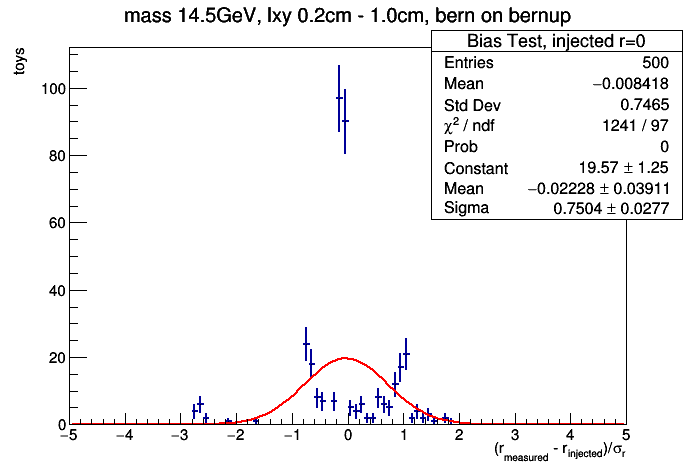 mass 14.5GeV, lxy 0.2cm - 1.0cm, bern on bernup
Bias Test, injected r=0
Entries 500
Mean −0.008418
Std Dev 0.7465
χ² / ndf 1241 / 97
Prob 0
Constant 19.57 ± 1.25
Mean −0.02228 ± 0.03911
Sigma 0.7504 ± 0.0277
toys
100
80
60
40
20
0
−5 −4 −3 −2 −1 0 1 2 3 4 5
(r_measured - r_injected)/σ_r